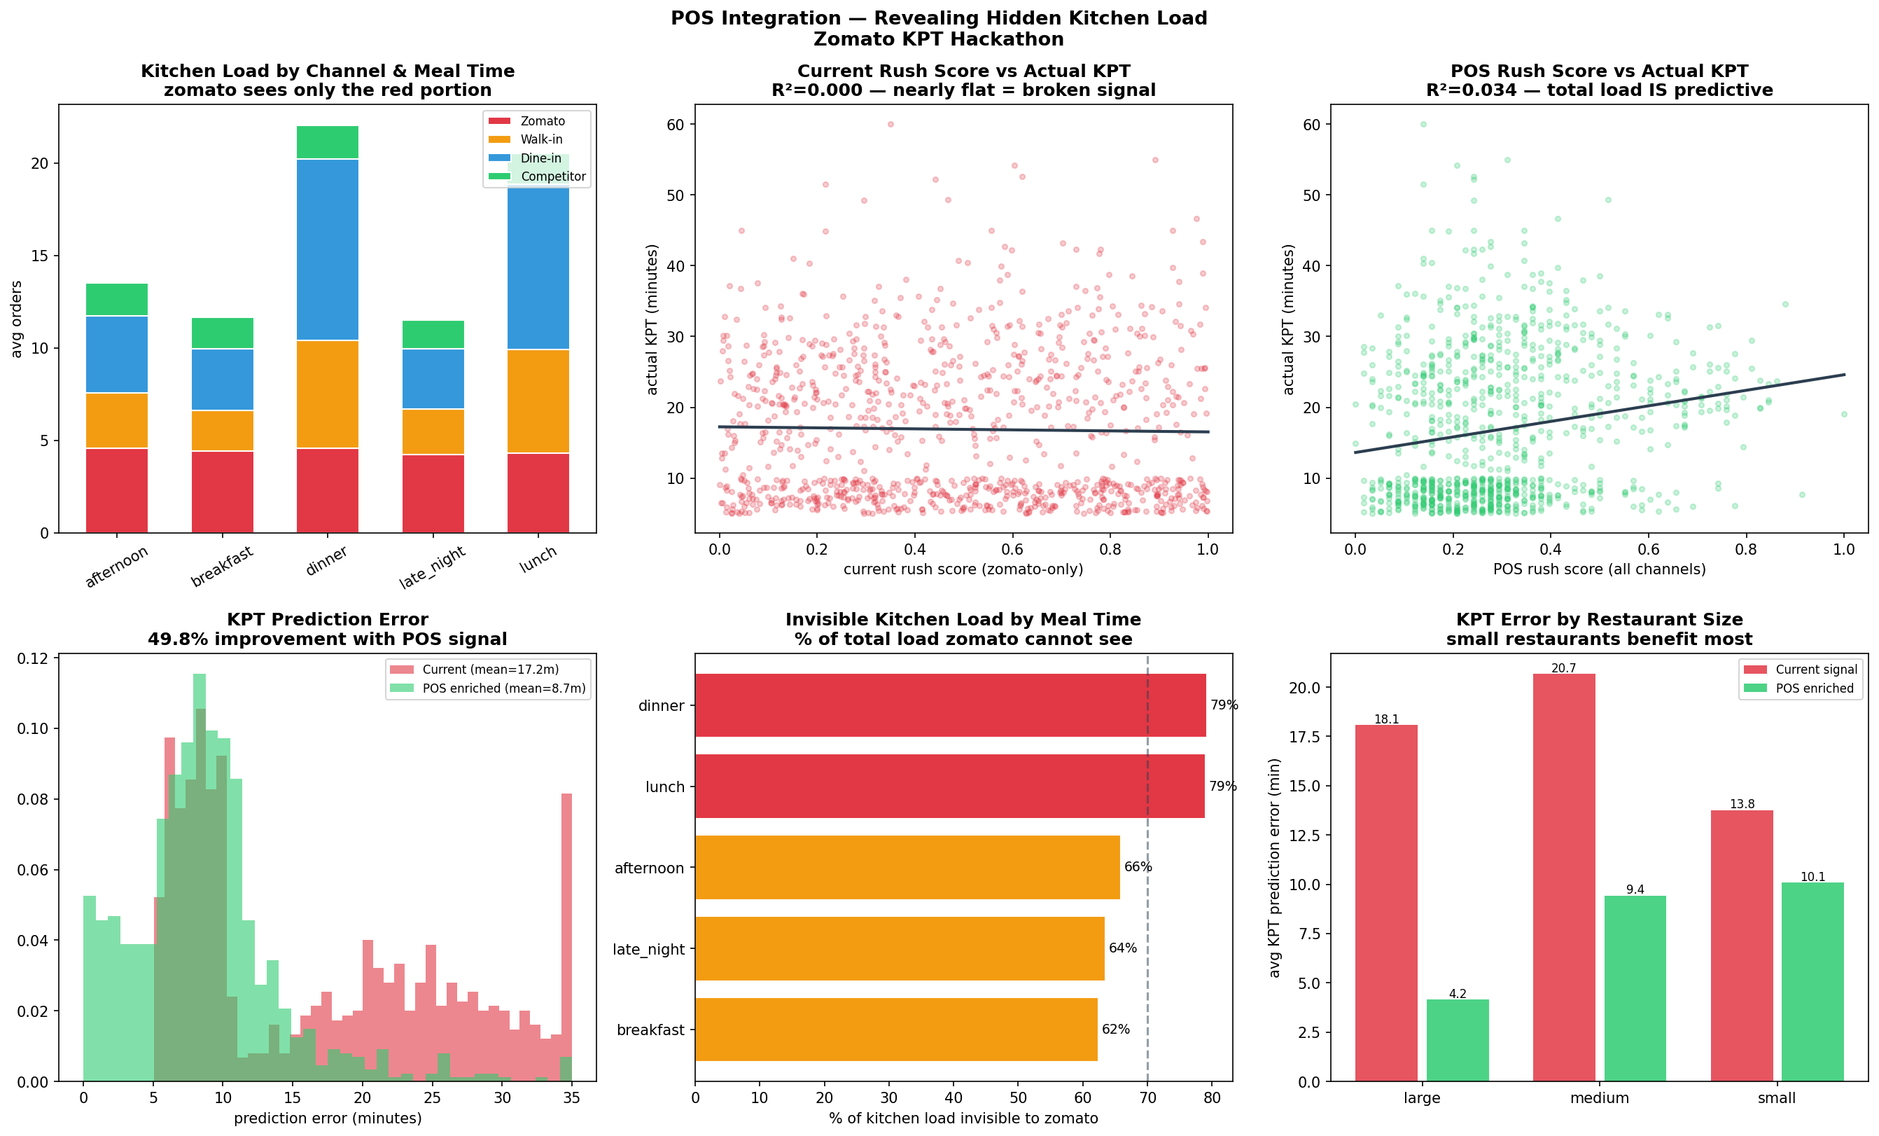 POS Integration — Revealing Hidden Kitchen Load
Zomato KPT Hackathon
Kitchen Load by Channel & Meal Time
zomato sees only the red portion
Zomato
Walk-in
Dine-in
Competitor
avg orders
20
15
10
5
0
afternoon
breakfast
dinner
late_night
lunch
Current Rush Score vs Actual KPT
R²=0.000 — nearly flat = broken signal
actual KPT (minutes)
60
50
40
30
20
10
0.0 0.2 0.4 0.6 0.8 1.0
current rush score (zomato-only)
POS Rush Score vs Actual KPT
R²=0.034 — total load IS predictive
actual KPT (minutes)
60
50
40
30
20
10
0.0 0.2 0.4 0.6 0.8 1.0
POS rush score (all channels)
KPT Prediction Error
49.8% improvement with POS signal
Current (mean=17.2m)
POS enriched (mean=8.7m)
0.12
0.10
0.08
0.06
0.04
0.02
0.00
0 5 10 15 20 25 30 35
prediction error (minutes)
Invisible Kitchen Load by Meal Time
% of total load zomato cannot see
dinner 79%
lunch 79%
afternoon 66%
late_night 64%
breakfast 62%
0 10 20 30 40 50 60 70 80
% of kitchen load invisible to zomato
KPT Error by Restaurant Size
small restaurants benefit most
Current signal
POS enriched
avg KPT prediction error (min)
20.0
17.5
15.0
12.5
10.0
7.5
5.0
2.5
0.0
18.1
4.2
20.7
9.4
13.8
10.1
large medium small